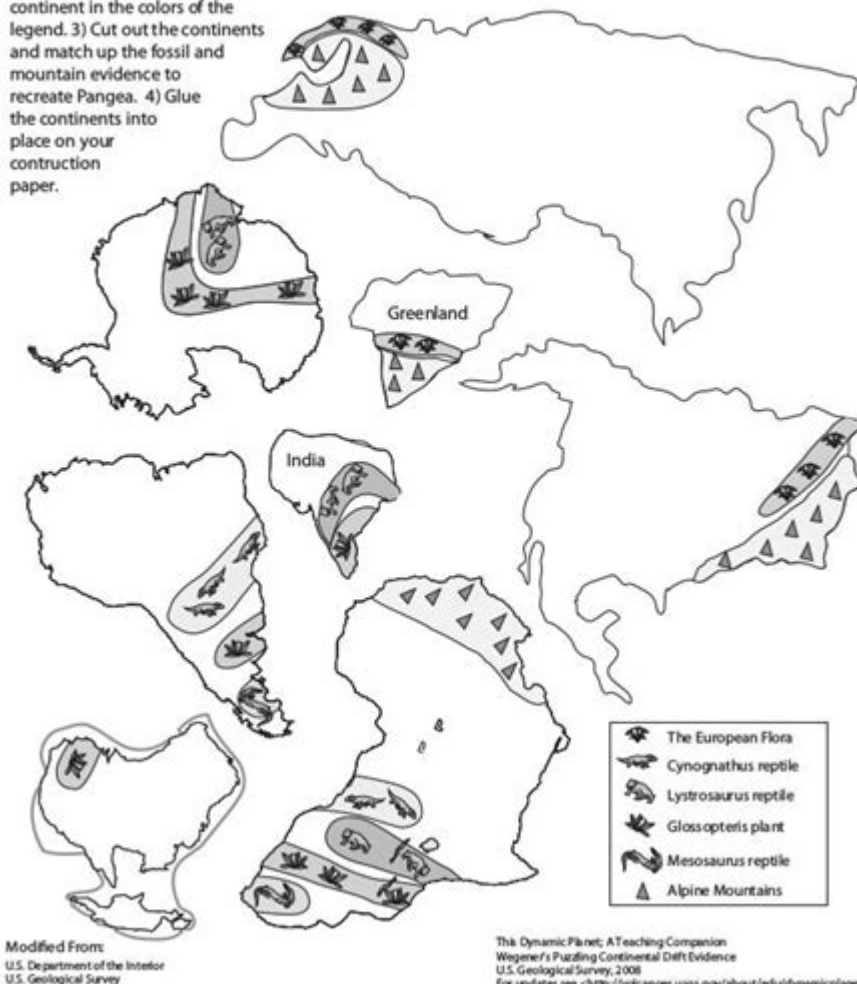 continent in the colors of the
legend. 3) Cut out the continents
and match up the fossil and
mountain evidence to
recreate Pangea. 4) Glue
the continents into
place on your
contruction
paper.
Greenland
India
The European Flora
Cynognathus reptile
Lystrosaurus reptile
Glossopteris plant
Mesosaurus reptile
Alpine Mountains
Modified From:
U.S. Department of the Interior
U.S. Geological Survey
This Dynamic Planet; A Teaching Companion
Wegener's Puzzling Continental Drift Evidence
U.S. Geological Survey, 2008
For updates see